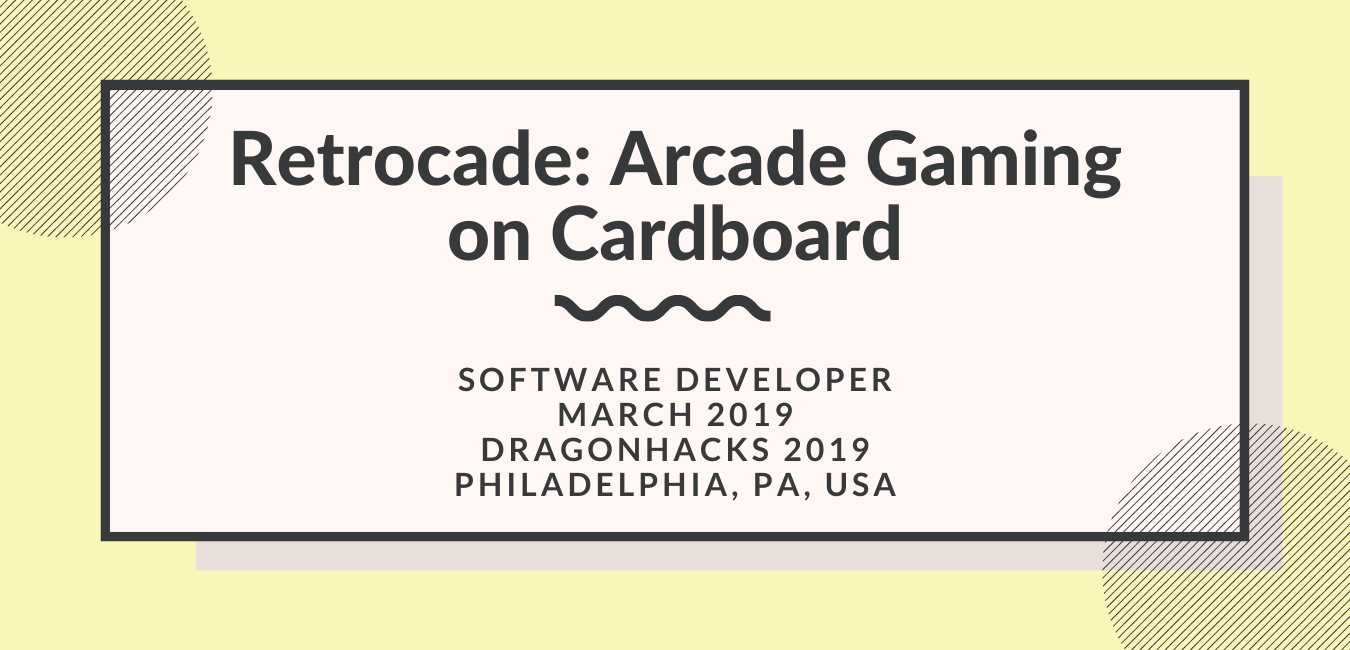 Retrocade: Arcade Gaming
on Cardboard
SOFTWARE DEVELOPER
MARCH 2019
DRAGONHACKS 2019
PHILADELPHIA, PA, USA